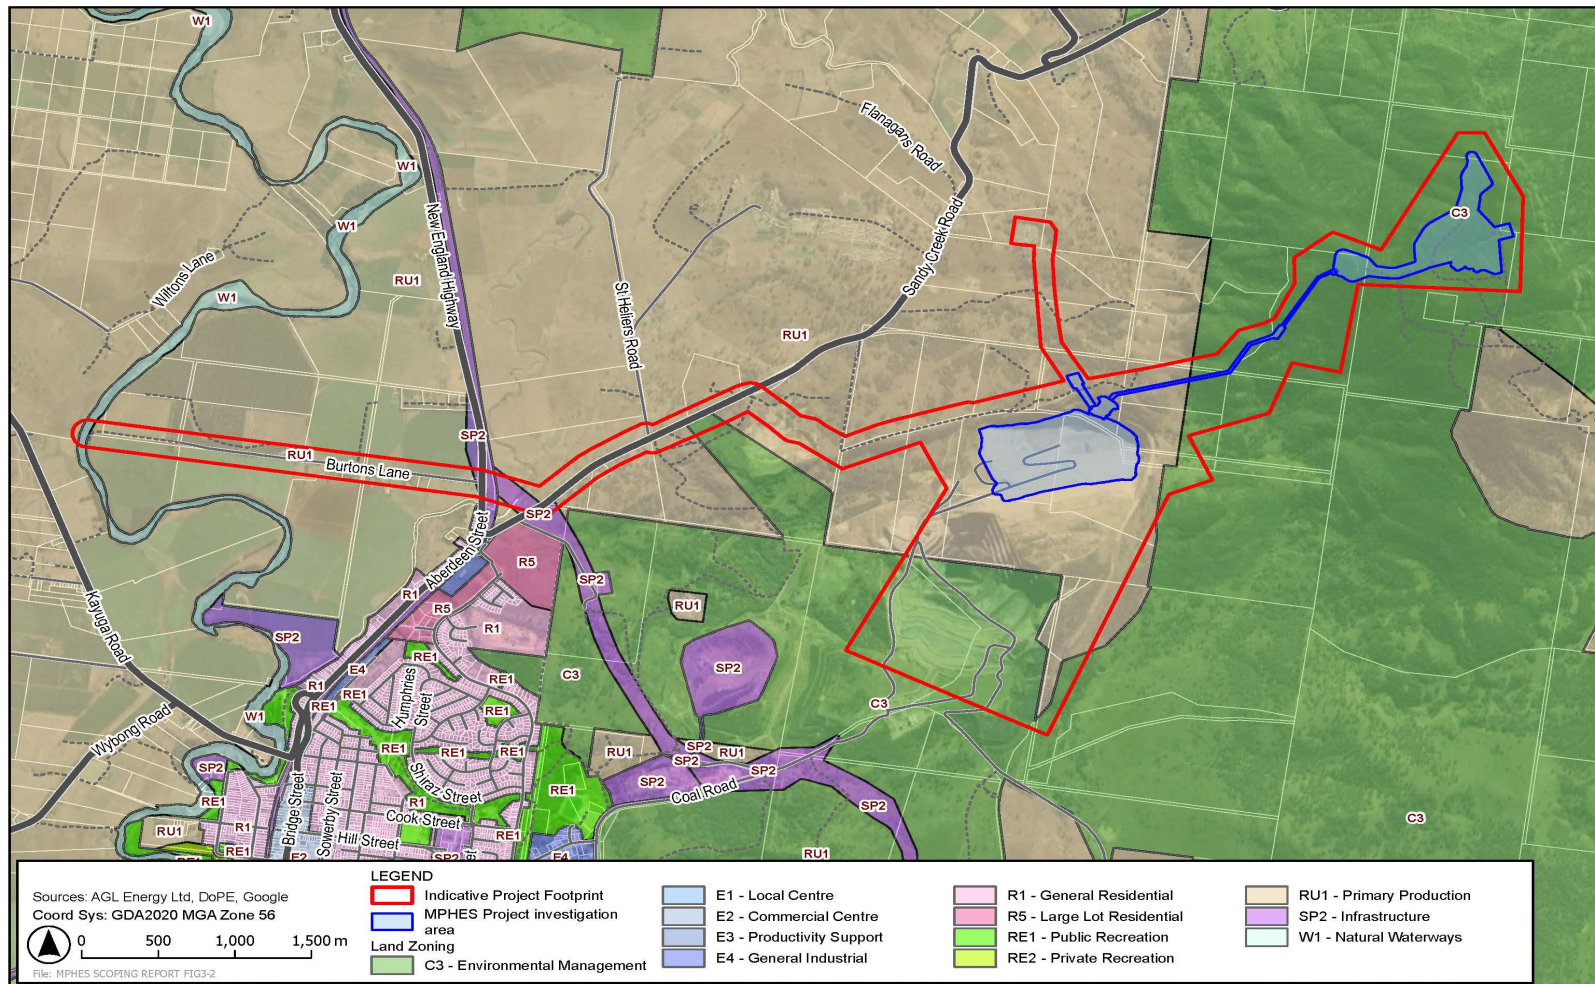 W1
Flanagans Road
W1
W1
C3
New England Highway
Sandy Creek Road
Wiltons Lane
RU1
W1
St Heliers Road
RU1
SP2
RU1
Burtons Lane
SP2
Aberdeen Street
R5
SP2
R1
R5
RU1
R1
Kayuga Road
SP2
RE1
SP2
E4
C3
RE1
R1
RE1
Humphries
Street
C3
RE1
RE1
W1
Wybong Road
RE1
RE1
RE1
SP2
RU1
RU1
SP2
SP2
SP2
SP2
Shiraz Street
RE1
Coal Road
SP2
RE1
R1
Bridge Street
Sowerby Street
Cook Street
C3
RU1
R1
Hill Street
RE1
RE1
E2
SP2
E4
RU1
LEGEND
Indicative Project Footprint
MPHES Project investigation
area
Land Zoning
C3 - Environmental Management
E1 - Local Centre
E2 - Commercial Centre
E3 - Productivity Support
E4 - General Industrial
R1 - General Residential
R5 - Large Lot Residential
RE1 - Public Recreation
RE2 - Private Recreation
RU1 - Primary Production
SP2 - Infrastructure
W1 - Natural Waterways
Sources: AGL Energy Ltd, DoPE, Google
Coord Sys: GDA2020 MGA Zone 56
0 500 1,000 1,500 m
File: MPHES SCOPING REPORT FIG3-2